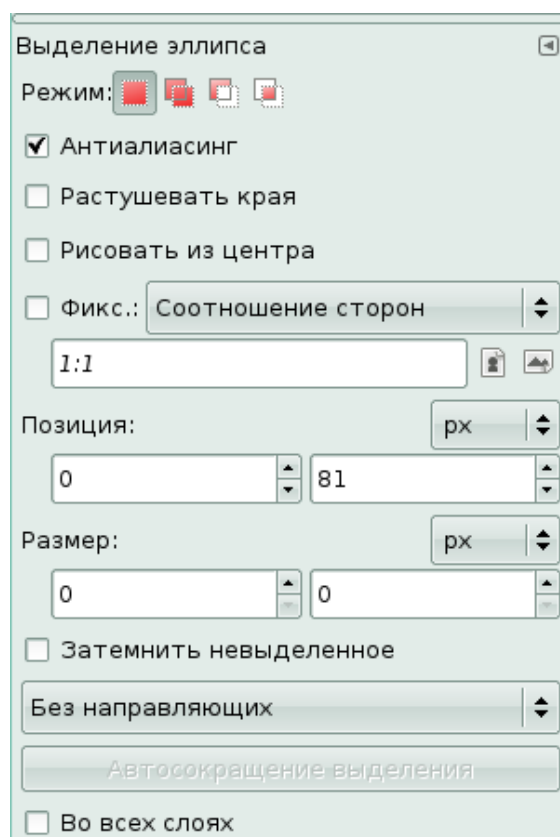 Выделение эллипса
Режим:
Антиалиасинг
Растушевать края
Рисовать из центра
Фикс.: Соотношение сторон
1:1
Позиция: px
0 81
Размер: px
0 0
Затемнить невыделенное
Без направляющих
Автосокращение выделения
Во всех слоях